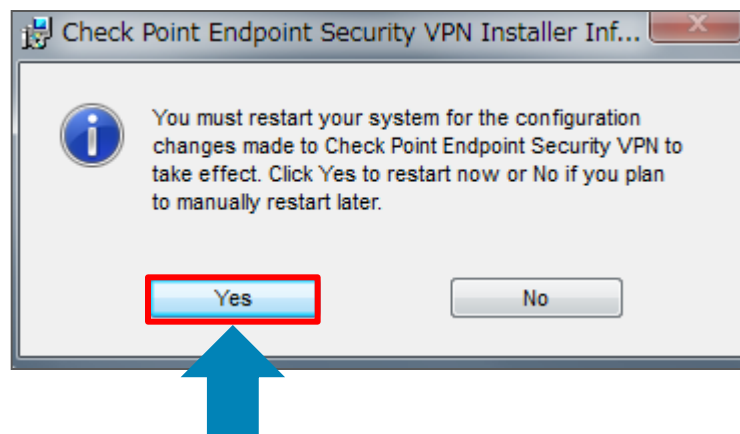 Check Point Endpoint Security VPN Installer Inf...
You must restart your system for the configuration
changes made to Check Point Endpoint Security VPN to
take effect. Click Yes to restart now or No if you plan
to manually restart later.
Yes No